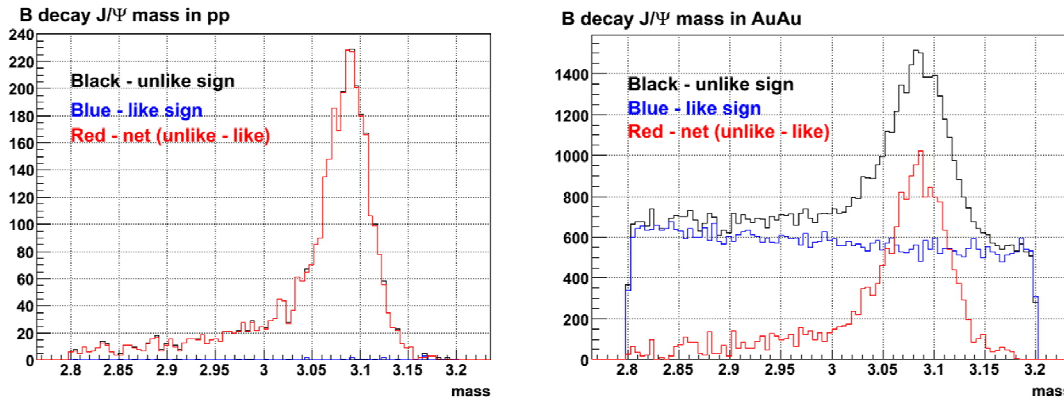 B decay J/Ψ mass in pp
240
220
200
180
160
140
120
100
80
60
40
20
0
Black - unlike sign
Blue - like sign
Red - net (unlike - like)
2.8 2.85 2.9 2.95 3 3.05 3.1 3.15 3.2
mass
B decay J/Ψ mass in AuAu
1400
1200
1000
800
600
400
200
0
Black - unlike sign
Blue - like sign
Red - net (unlike - like)
2.8 2.85 2.9 2.95 3 3.05 3.1 3.15 3.2
mass